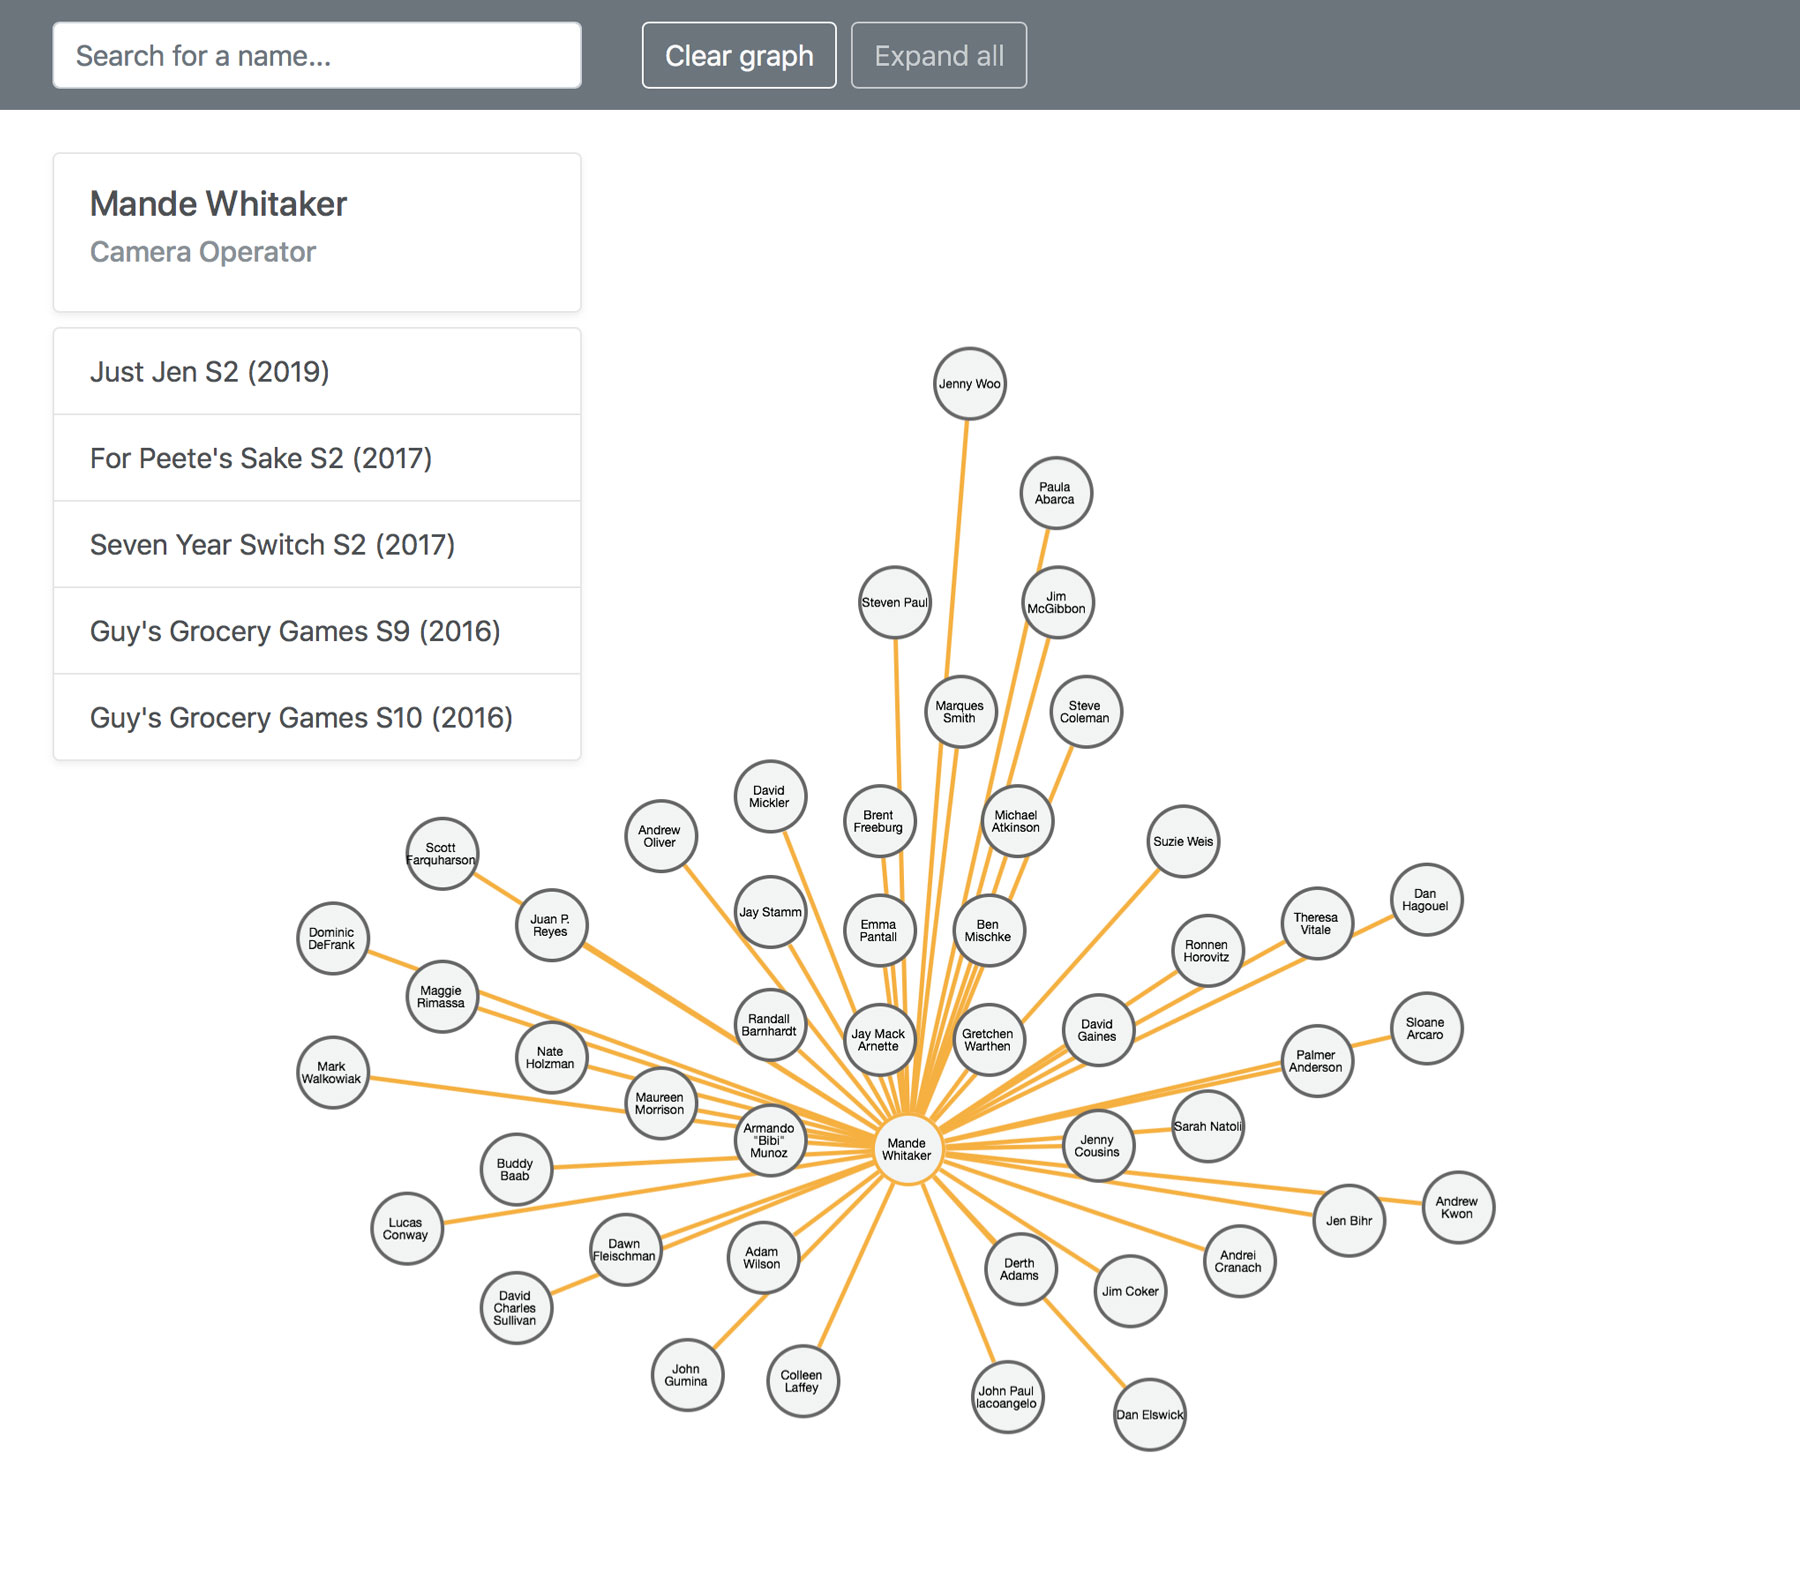 Search for a name...
Clear graph
Expand all
Mande Whitaker
Camera Operator
Just Jen S2 (2019)
For Peete's Sake S2 (2017)
Seven Year Switch S2 (2017)
Guy's Grocery Games S9 (2016)
Guy's Grocery Games S10 (2016)
Jenny Woo
Paula
Abarca
Steven Paul
Jim
McGibbon
Marques
Smith
Steve
Coleman
David
Mickler
Brent
Freeburg
Michael
Atkinson
Andrew
Oliver
Suzie Weis
Scott
Farquharson
Dan
Hagouel
Jay Stamm
Juan P.
Reyes
Emma
Pantall
Ben
Mischke
Theresa
Vitale
Dominic
DeFrank
Ronnen
Horovitz
Maggie
Rimassa
Randall
Barnhardt
Jay Mack
Arnette
Gretchen
Warthen
David
Gaines
Sloane
Arcaro
Nate
Holzman
Palmer
Anderson
Mark
Walkowiak
Maureen
Morrison
Armando
"Bibi"
Munoz
Mande
Whitaker
Jenny
Cousins
Sarah Natoli
Buddy
Baab
Lucas
Conway
Andrew
Kwon
Jen Bihr
Dawn
Fleischman
Adam
Wilson
Derth
Adams
Andrei
Cranach
Jim Coker
David
Charles
Sullivan
John
Gumina
Colleen
Laffey
John Paul
Iacoangelo
Dan Elswick